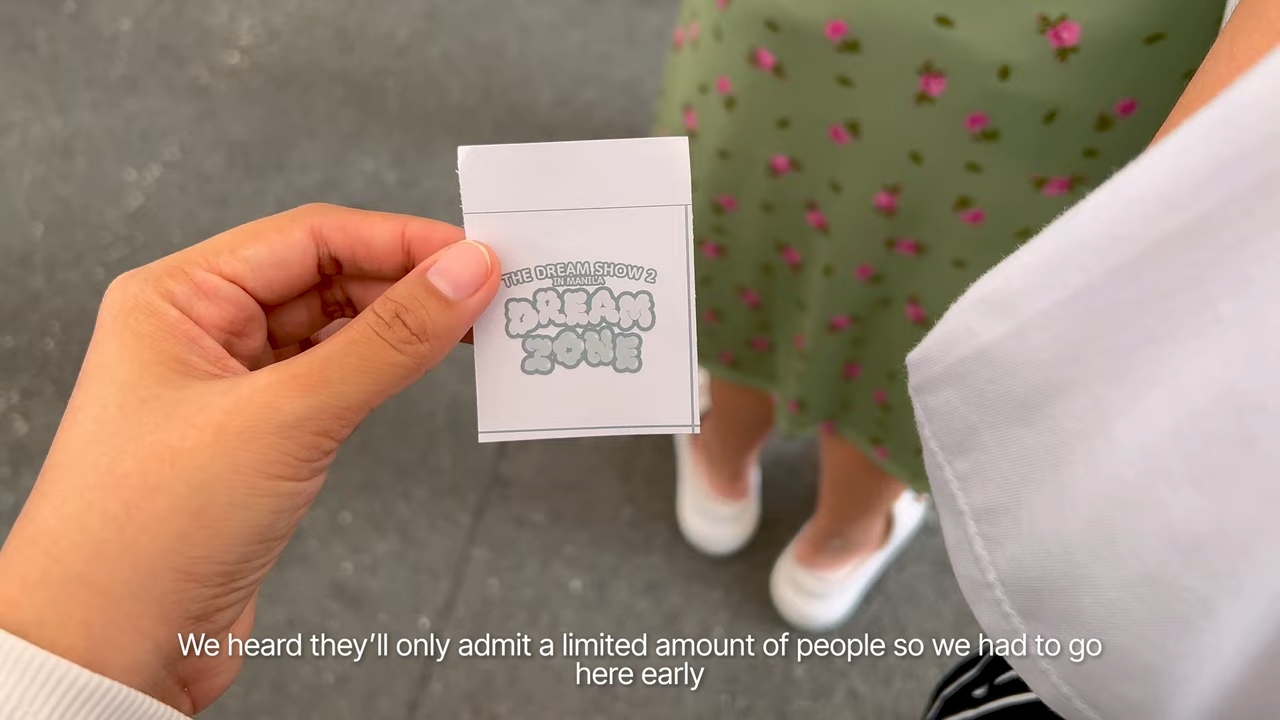 THE DREAM SHOW 2
IN MANILA
DREAM
ZONE
We heard they’ll only admit a limited amount of people so we had to go
here early